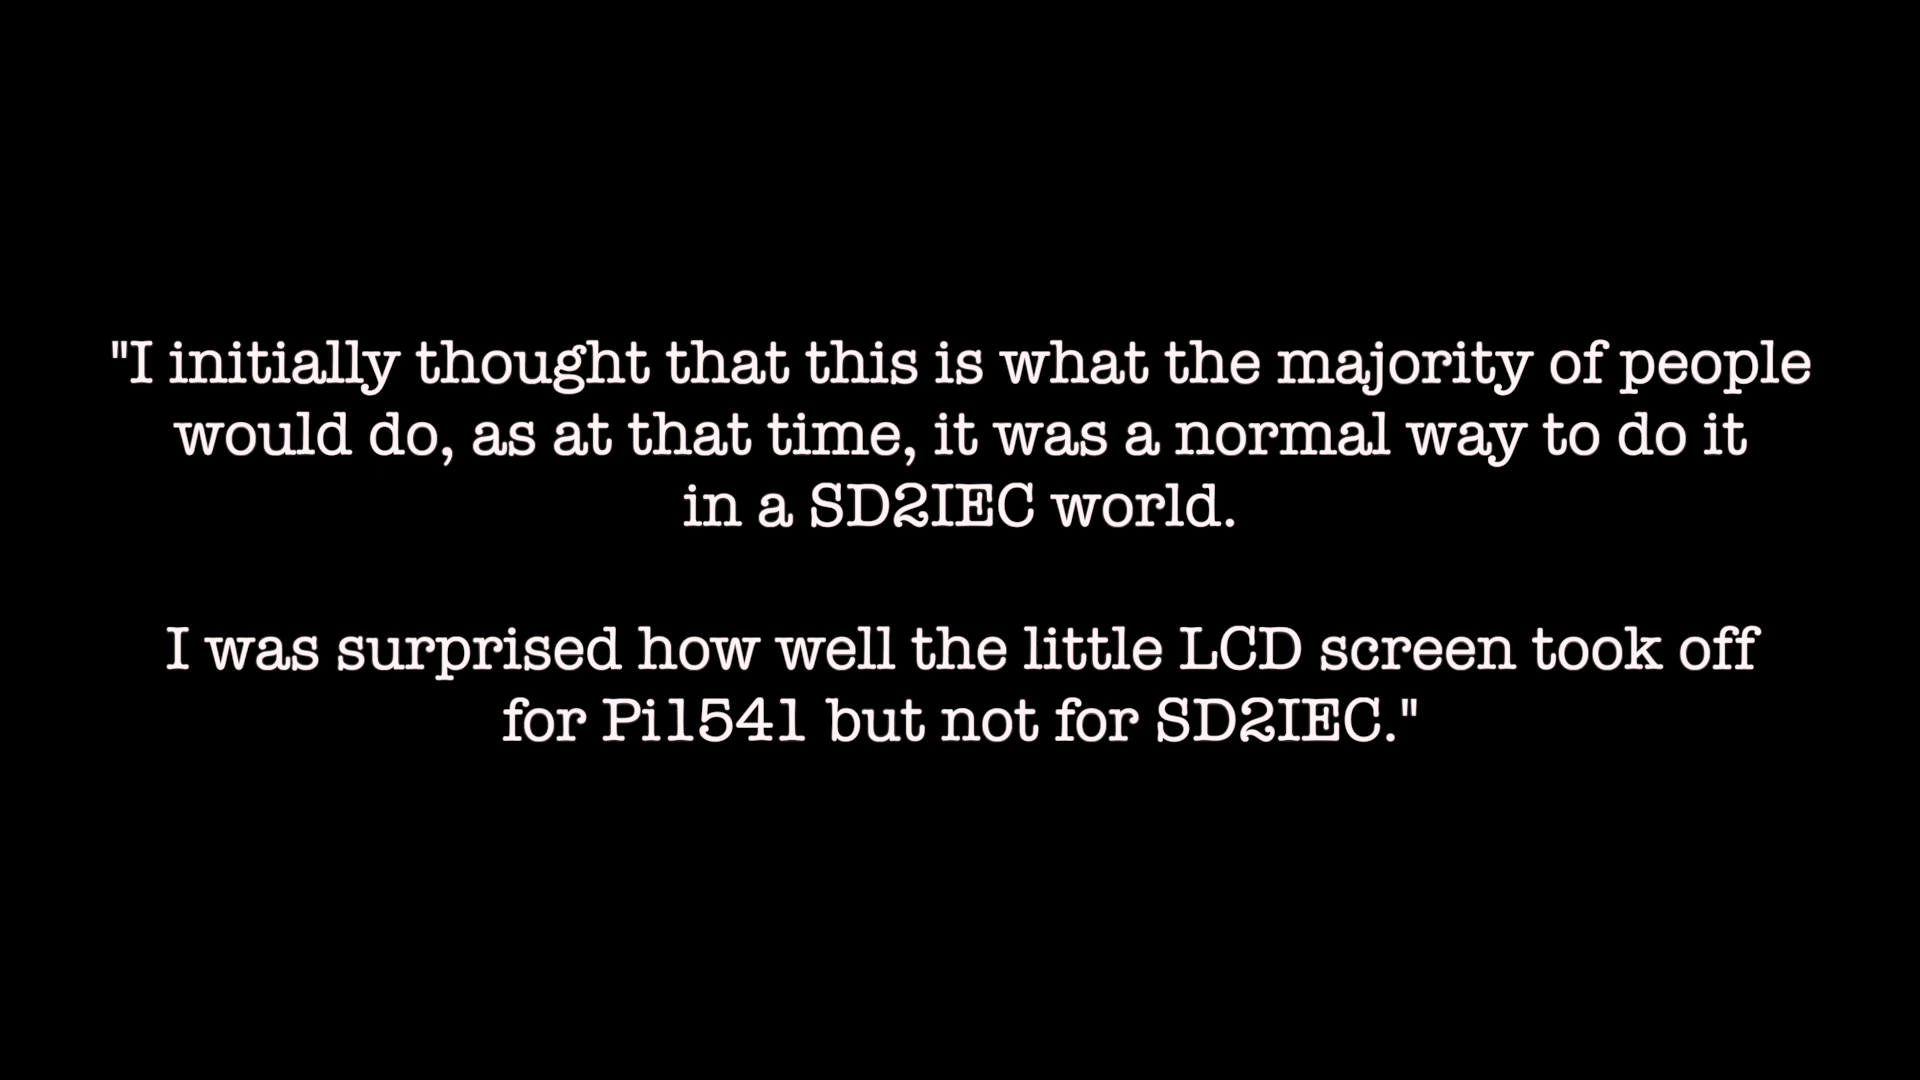 "I initially thought that this is what the majority of people
would do, as at that time, it was a normal way to do it
in a SD2IEC world.
I was surprised how well the little LCD screen took off
for Pi1541 but not for SD2IEC."